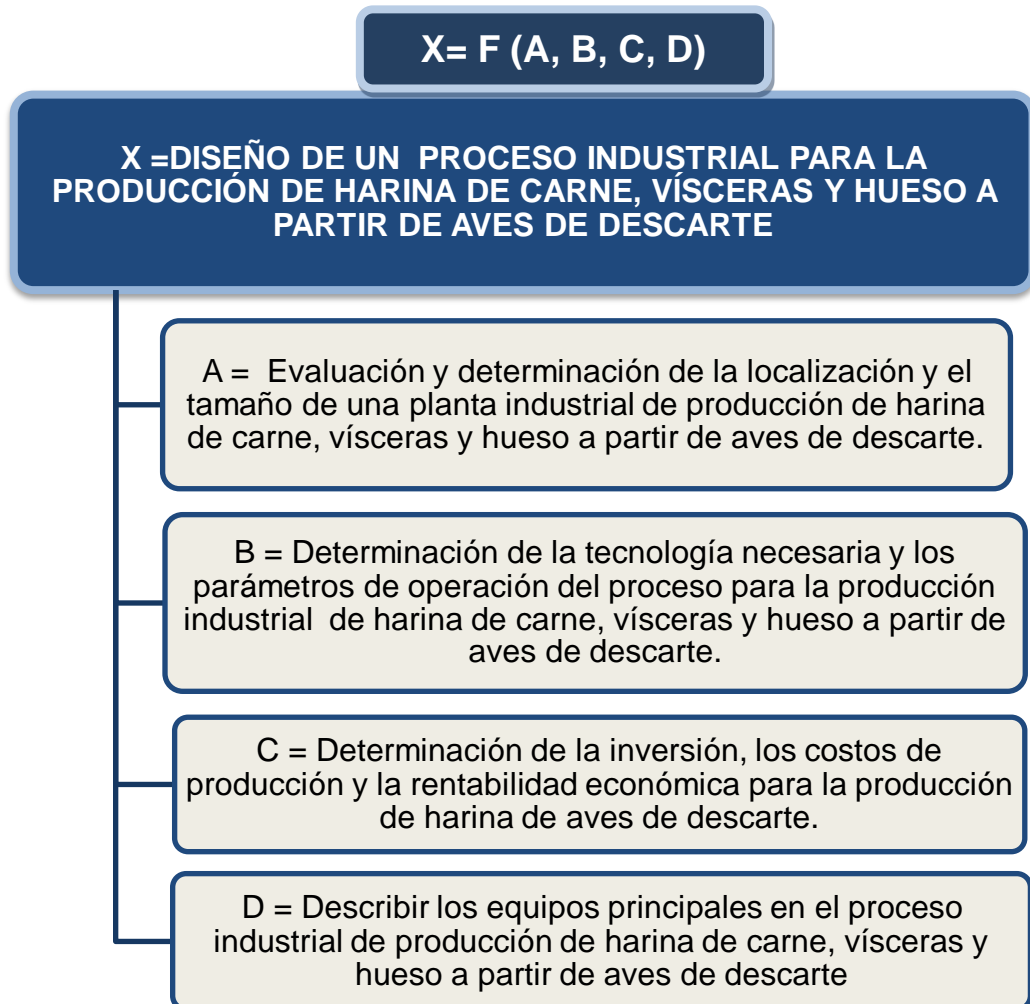 X= F (A, B, C, D)
X =DISEÑO DE UN PROCESO INDUSTRIAL PARA LA
PRODUCCIÓN DE HARINA DE CARNE, VÍSCERAS Y HUESO A
PARTIR DE AVES DE DESCARTE
A = Evaluación y determinación de la localización y el
tamaño de una planta industrial de producción de harina
de carne, vísceras y hueso a partir de aves de descarte.
B = Determinación de la tecnología necesaria y los
parámetros de operación del proceso para la producción
industrial de harina de carne, vísceras y hueso a partir de
aves de descarte.
C = Determinación de la inversión, los costos de
producción y la rentabilidad económica para la producción
de harina de aves de descarte.
D = Describir los equipos principales en el proceso
industrial de producción de harina de carne, vísceras y
hueso a partir de aves de descarte